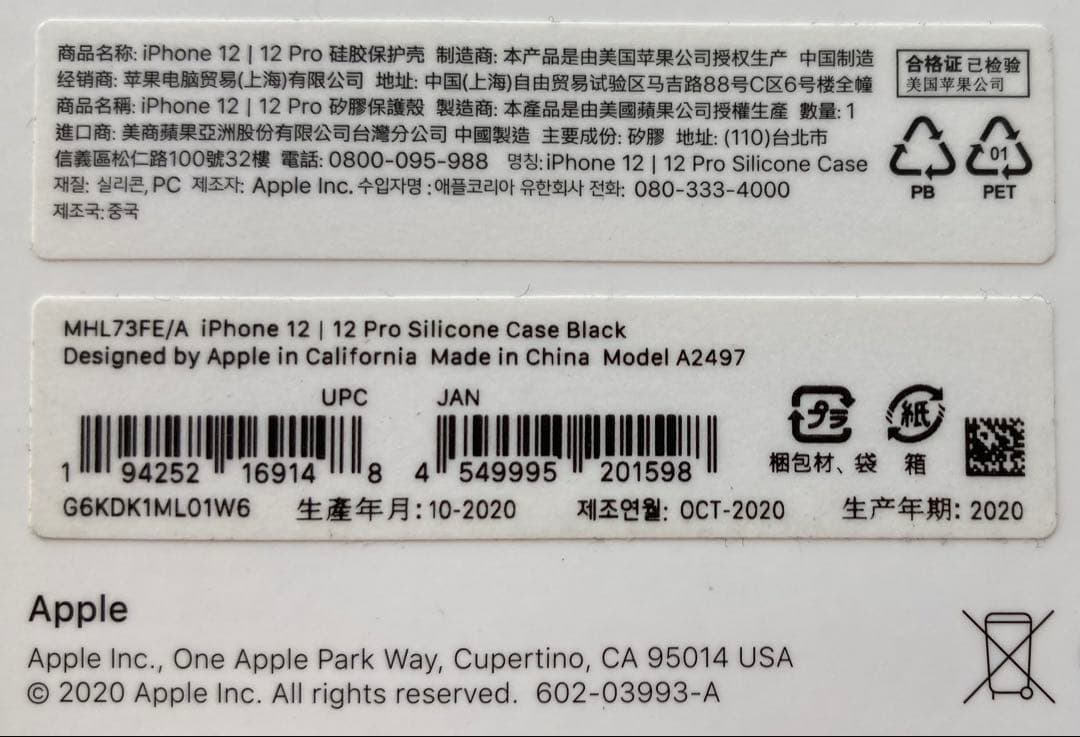 商品名称: iPhone 12 | 12 Pro 硅胶保护壳 制造商: 本产品是由美国苹果公司授权生产 中国制造
经销商: 苹果电脑贸易(上海)有限公司 地址: 中国(上海)自由贸易试验区马吉路88号C区6号楼全幢
商品名稱: iPhone 12 | 12 Pro 矽膠保護殼 製造商: 本產品是由美國蘋果公司授權生產 數量: 1
進口商: 美商蘋果亞洲股份有限公司台灣分公司 中國製造 主要成份: 矽膠 地址: (110)台北市
信義區松仁路100號32樓 電話: 0800-095-988 명칭: iPhone 12 | 12 Pro Silicone Case
재질: 실리콘, PC 제조자: Apple Inc. 수입자명: 애플코리아 유한회사 전화: 080-333-4000
제조국: 중국
合格证 已检验
美国苹果公司
01
PB PET
MHL73FE/A iPhone 12 | 12 Pro Silicone Case Black
Designed by Apple in California Made in China Model A2497
UPC JAN
1 94252 16914 8 4 549995 201598
プラ 紙
梱包材、袋 箱
G6KDK1ML01W6 生產年月: 10-2020 제조연월: OCT-2020 生产年期: 2020
Apple
Apple Inc., One Apple Park Way, Cupertino, CA 95014 USA
© 2020 Apple Inc. All rights reserved. 602-03993-A